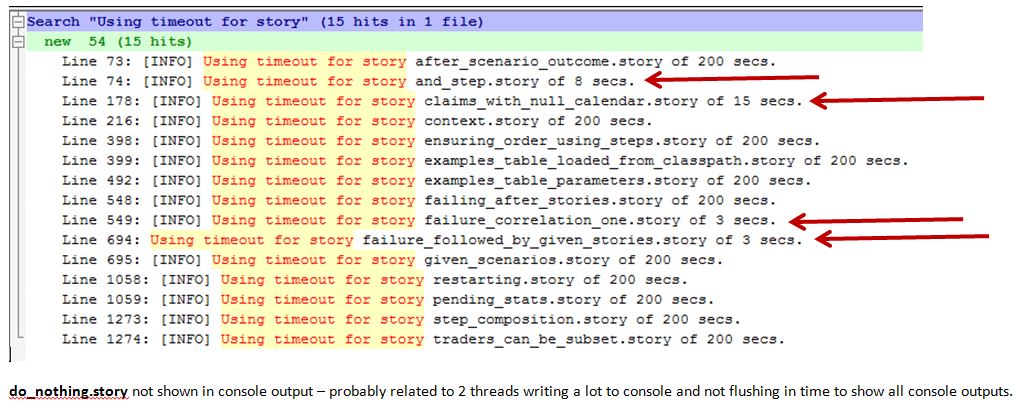 Search "Using timeout for story" (15 hits in 1 file)
new 54 (15 hits)
Line 73: [INFO] Using timeout for story after_scenario_outcome.story of 200 secs.
Line 74: [INFO] Using timeout for story and_step.story of 8 secs.
Line 178: [INFO] Using timeout for story claims_with_null_calendar.story of 15 secs.
Line 216: [INFO] Using timeout for story context.story of 200 secs.
Line 398: [INFO] Using timeout for story ensuring_order_using_steps.story of 200 secs.
Line 399: [INFO] Using timeout for story examples_table_loaded_from_classpath.story of 200 secs.
Line 492: [INFO] Using timeout for story examples_table_parameters.story of 200 secs.
Line 548: [INFO] Using timeout for story failing_after_stories.story of 200 secs.
Line 549: [INFO] Using timeout for story failure_correlation_one.story of 3 secs.
Line 694: Using timeout for story failure_followed_by_given_stories.story of 3 secs.
Line 695: [INFO] Using timeout for story given_scenarios.story of 200 secs.
Line 1058: [INFO] Using timeout for story restarting.story of 200 secs.
Line 1059: [INFO] Using timeout for story pending_stats.story of 200 secs.
Line 1273: [INFO] Using timeout for story step_composition.story of 200 secs.
Line 1274: [INFO] Using timeout for story traders_can_be_subset.story of 200 secs.
do_nothing.story not shown in console output – probably related to 2 threads writing a lot to console and not flushing in time to show all console outputs.